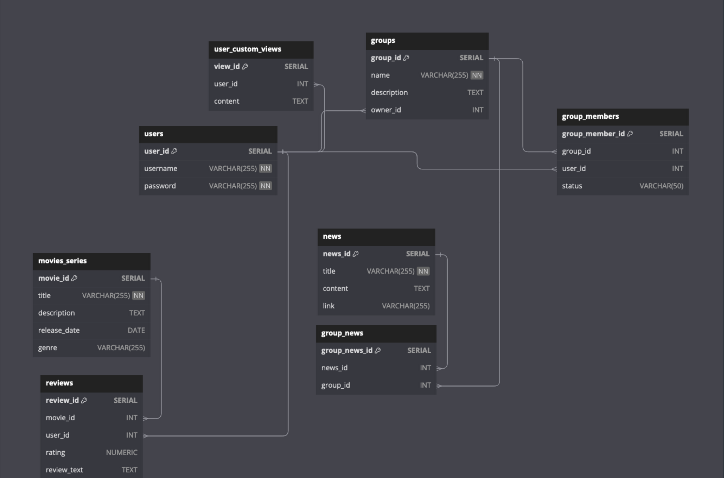 user_custom_views
view_id SERIAL
user_id INT
content TEXT
groups
group_id SERIAL
name VARCHAR(255) NN
description TEXT
owner_id INT
group_members
group_member_id SERIAL
group_id INT
user_id INT
status VARCHAR(50)
users
user_id SERIAL
username VARCHAR(255) NN
password VARCHAR(255) NN
news
news_id SERIAL
title VARCHAR(255) NN
content TEXT
link VARCHAR(255)
movies_series
movie_id SERIAL
title VARCHAR(255) NN
description TEXT
release_date DATE
genre VARCHAR(255)
group_news
group_news_id SERIAL
news_id INT
group_id INT
reviews
review_id SERIAL
movie_id INT
user_id INT
rating NUMERIC
review_text TEXT